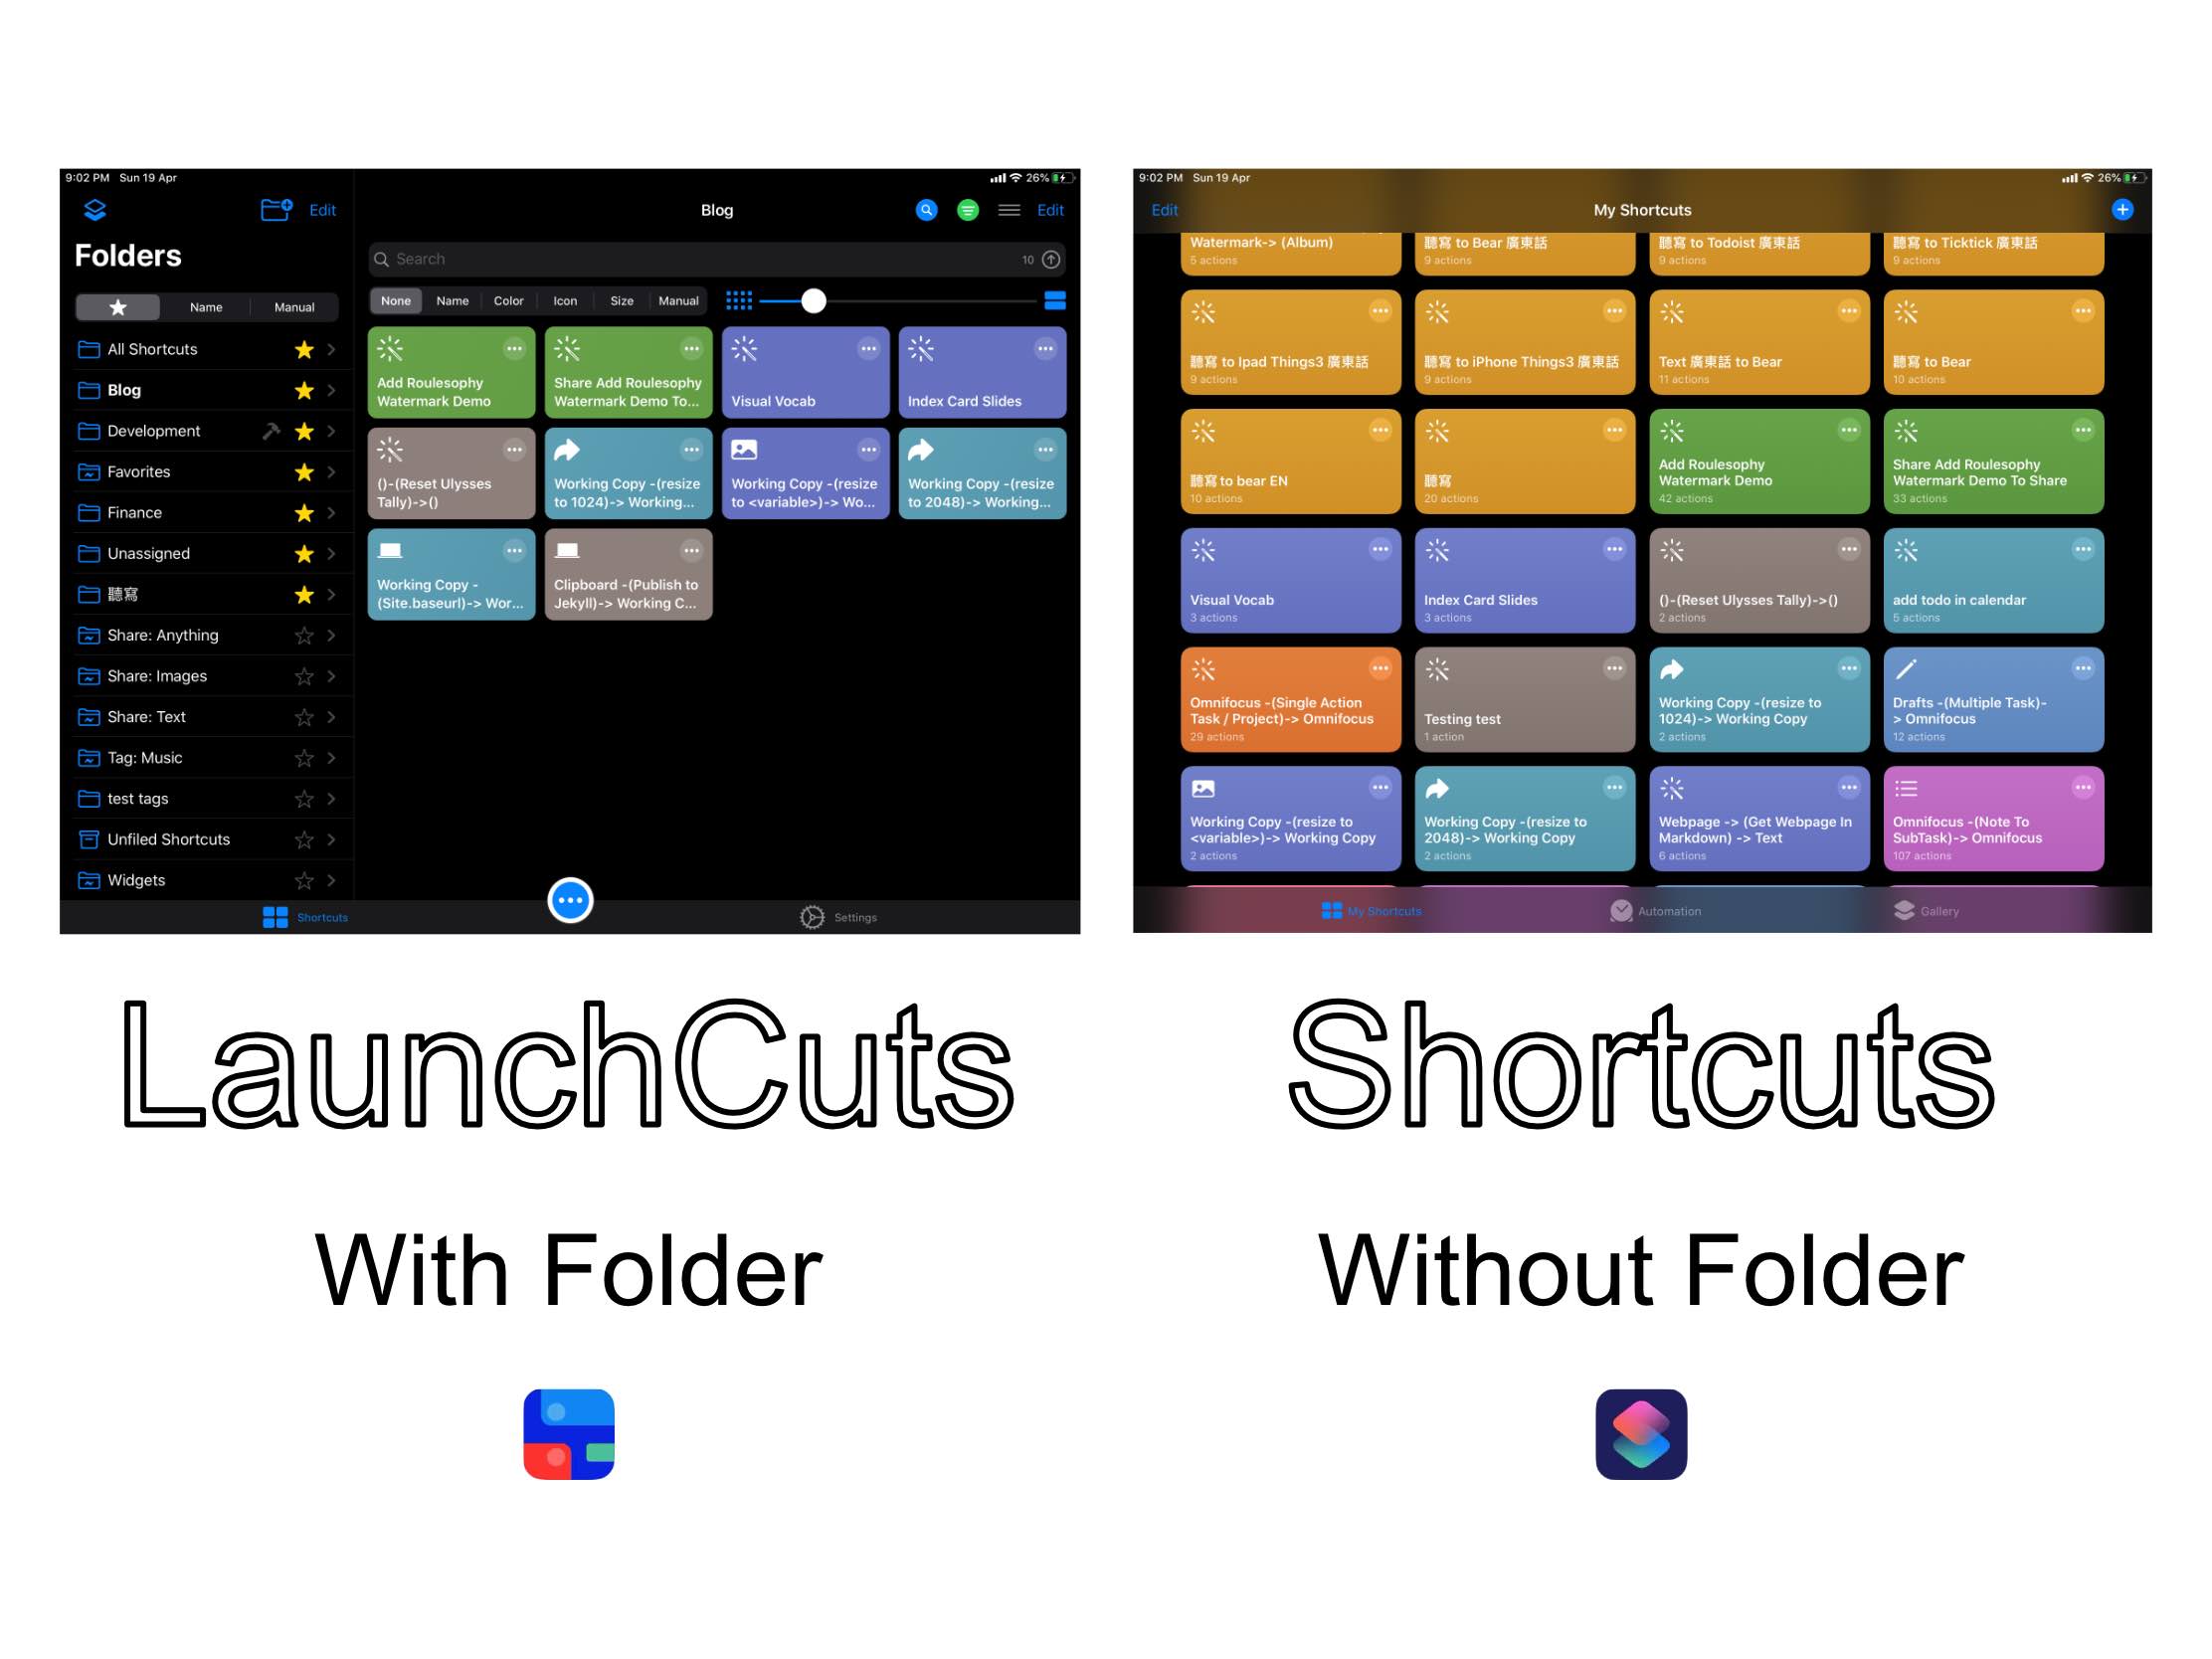 9:02 PM Sun 19 Apr
26%
Edit
Folders
Name
Manual
All Shortcuts
Blog
Development
Favorites
Finance
Unassigned
聽寫
Share: Anything
Share: Images
Share: Text
Tag: Music
test tags
Unfiled Shortcuts
Widgets
Blog
Edit
Search
10
None Name Color Icon Size Manual
Add Roulesophy
Watermark Demo
Share Add Roulesophy
Watermark Demo To...
Visual Vocab
Index Card Slides
()-(Reset Ulysses
Tally)->()
Working Copy -(resize
to 1024)-> Working...
Working Copy -(resize
to <variable>)-> Wo...
Working Copy -(resize
to 2048)-> Working...
Working Copy -
(Site.baseurl)-> Wor...
Clipboard -(Publish to
Jekyll)-> Working C...
Shortcuts
Settings
9:02 PM Sun 19 Apr
26%
Edit
My Shortcuts
Watermark-> (Album)
5 actions
聽寫 to Bear 廣東話
9 actions
聽寫 to Todoist 廣東話
9 actions
聽寫 to Ticktick 廣東話
9 actions
聽寫 to Ipad Things3 廣東話
9 actions
聽寫 to iPhone Things3 廣東話
9 actions
Text 廣東話 to Bear
11 actions
聽寫 to Bear
10 actions
聽寫 to bear EN
10 actions
聽寫
20 actions
Add Roulesophy
Watermark Demo
42 actions
Share Add Roulesophy
Watermark Demo To Share
33 actions
Visual Vocab
3 actions
Index Card Slides
3 actions
()-(Reset Ulysses Tally)->()
2 actions
add todo in calendar
5 actions
Omnifocus -(Single Action
Task / Project)-> Omnifocus
29 actions
Testing test
1 action
Working Copy -(resize to
1024)-> Working Copy
2 actions
Drafts -(Multiple Task)-
> Omnifocus
12 actions
Working Copy -(resize to
<variable>)-> Working Copy
2 actions
Working Copy -(resize to
2048)-> Working Copy
2 actions
Webpage -> (Get Webpage In
Markdown) -> Text
6 actions
Omnifocus -(Note To
SubTask)-> Omnifocus
107 actions
My Shortcuts
Automation
Gallery
LaunchCuts
With Folder
Shortcuts
Without Folder